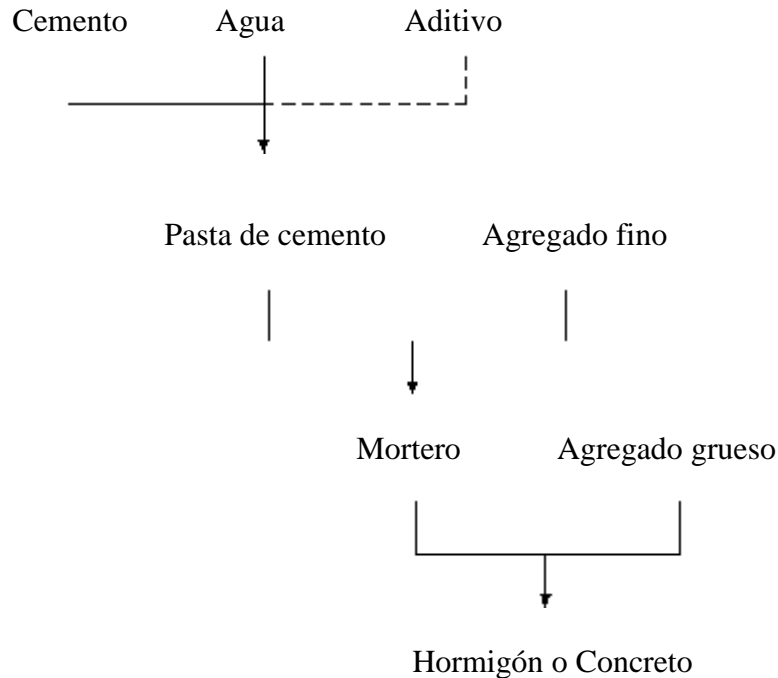 Cemento Agua Aditivo
Pasta de cemento Agregado fino
Mortero Agregado grueso
Hormigón o Concreto